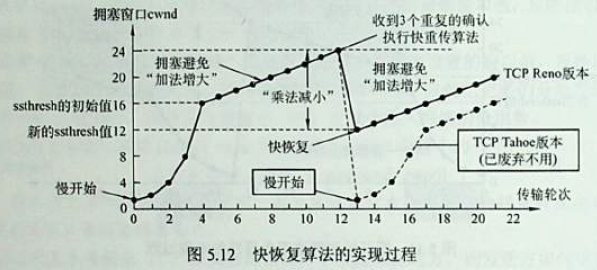 拥塞窗口cwnd
收到3个重复的确认
执行快重传算法
24
拥塞避免
“加法增大”
拥塞避免
“加法增大”
TCP Reno版本
20
“乘法减小”
ssthresh的初始值16
新的ssthresh值12
快恢复
TCP Tahoe版本
(已废弃不用)
8
4
慢开始
慢开始
传输轮次
0
0 2 4 6 8 10 12 13 14 16 18 20 22
图 5.12 快恢复算法的实现过程